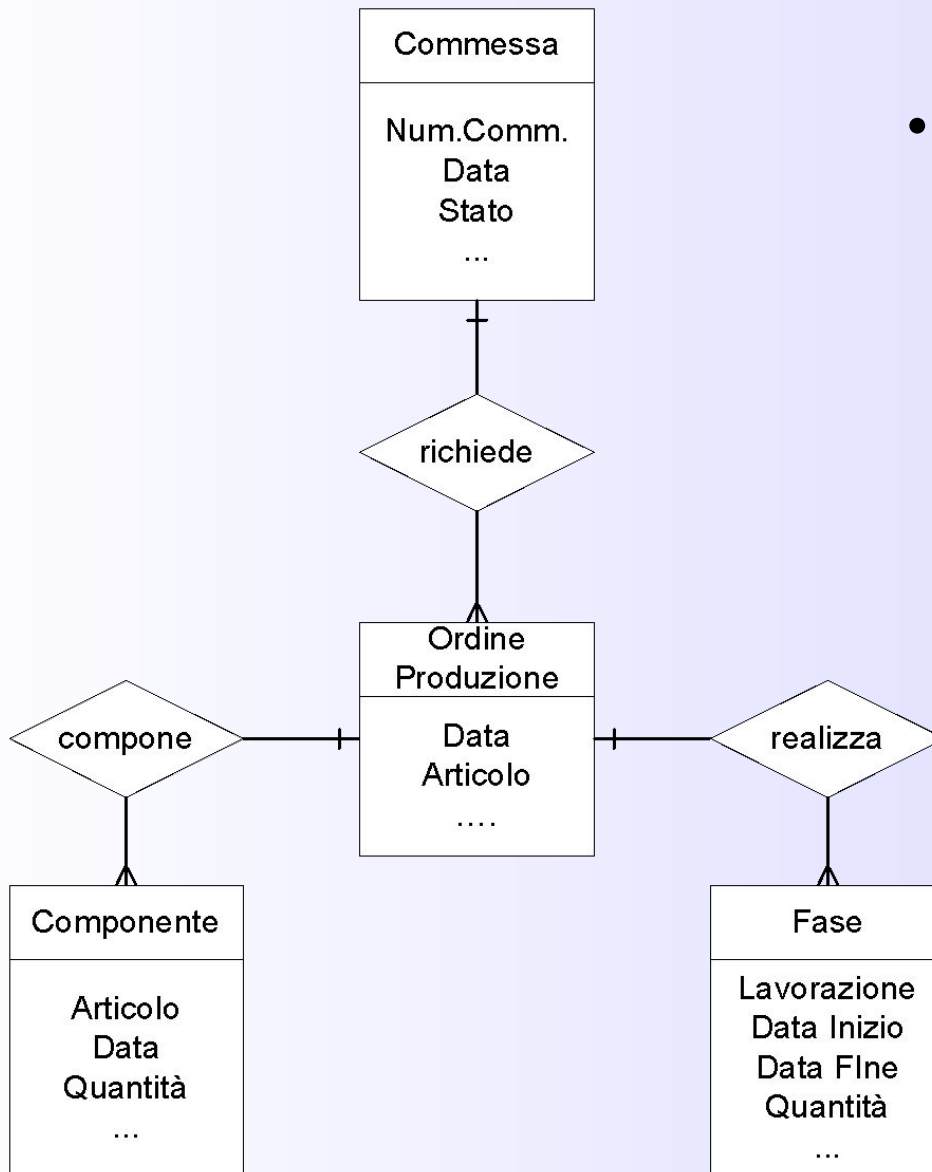 Commessa
Num.Comm.
Data
Stato
...
•
richiede
Ordine
Produzione
Data
Articolo
....
compone
realizza
Componente
Articolo
Data
Quantità
...
Fase
Lavorazione
Data Inizio
Data FIne
Quantità
...